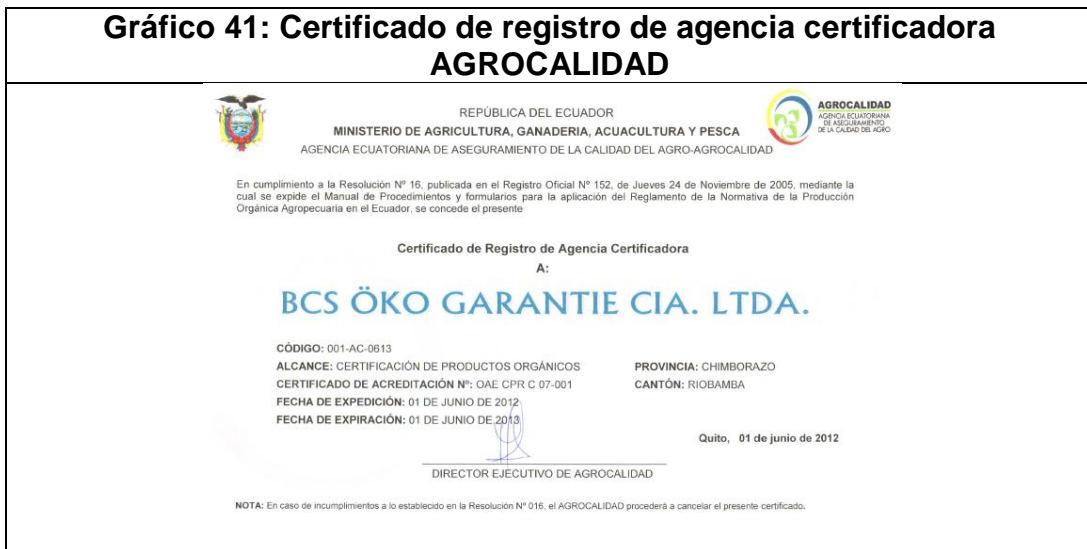 Gráfico 41: Certificado de registro de agencia certificadora
AGROCALIDAD
REPÚBLICA DEL ECUADOR
MINISTERIO DE AGRICULTURA, GANADERIA, ACUACULTURA Y PESCA
AGENCIA ECUATORIANA DE ASEGURAMIENTO DE LA CALIDAD DEL AGRO-AGROCALIDAD
AGROCALIDAD
AGENCIA ECUATORIANA
DE ASEGURAMIENTO
DE LA CALIDAD DEL AGRO
En cumplimiento a la Resolución Nº 16, publicada en el Registro Oficial Nº 152, de Jueves 24 de Noviembre de 2005, mediante la
cual se expide el Manual de Procedimientos y formularios para la aplicación del Reglamento de la Normativa de la Producción
Orgánica Agropecuaria en el Ecuador, se concede el presente
Certificado de Registro de Agencia Certificadora
A:
BCS ÖKO GARANTIE CIA. LTDA.
CÓDIGO: 001-AC-0613
ALCANCE: CERTIFICACIÓN DE PRODUCTOS ORGÁNICOS
PROVINCIA: CHIMBORAZO
CERTIFICADO DE ACREDITACIÓN Nº: OAE CPR C 07-001
CANTÓN: RIOBAMBA
FECHA DE EXPEDICIÓN: 01 DE JUNIO DE 2012
FECHA DE EXPIRACIÓN: 01 DE JUNIO DE 2013
Quito, 01 de junio de 2012
DIRECTOR EJECUTIVO DE AGROCALIDAD
NOTA: En caso de incumplimientos a lo establecido en la Resolución Nº 016, el AGROCALIDAD procederá a cancelar el presente certificado.